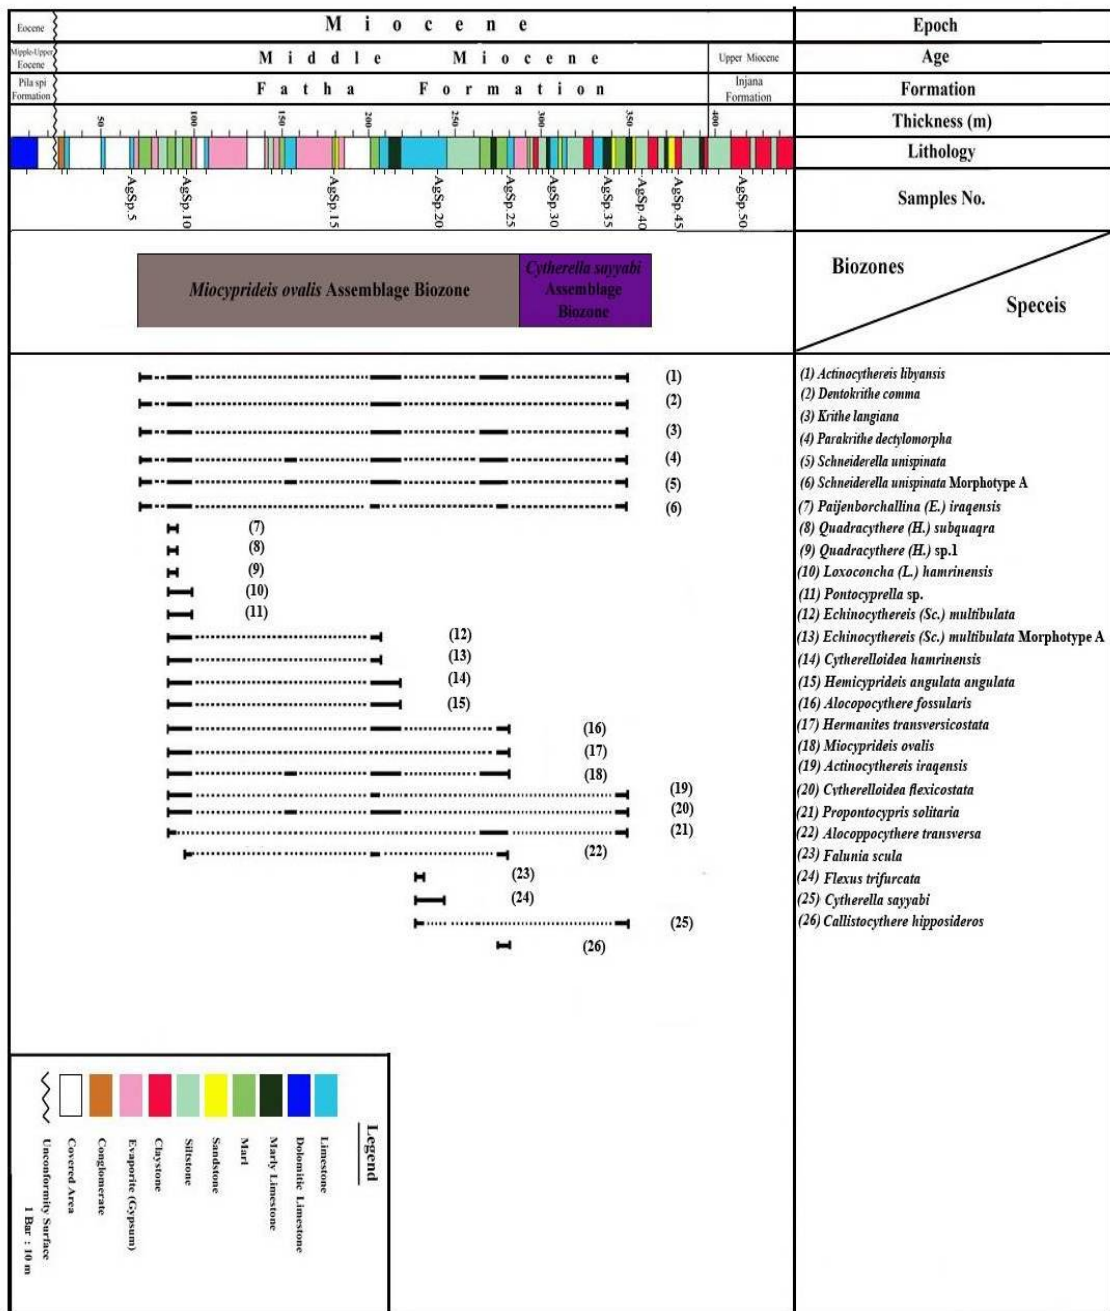 Eocene
M i o c e n e
Epoch
Mipple-Upper
Eocene
M i d d l e M i o c e n e
Upper Miocene
Age
Pila spi
Formation
F a t h a F o r m a t i o n
Injana
Formation
Formation
50 100 150 200 250 300 350 400
Thickness (m)
Lithology
AgSp.5 AgSp.10 AgSp.15 AgSp.20 AgSp.25 AgSp.30 AgSp.35 AgSp.40 AgSp.45 AgSp.50
Samples No.
Miocyprideis ovalis Assemblage Biozone
Cytherella sayyabi
Assemblage
Biozone
Biozones
Speceis
(1)
(2)
(3)
(4)
(5)
(6)
(7)
(8)
(9)
(10)
(11)
(12)
(13)
(14)
(15)
(16)
(17)
(18)
(19)
(20)
(21)
(22)
(23)
(24)
(25)
(26)
(1) Actinocythereis libyansis
(2) Dentokrithe comma
(3) Krithe langiana
(4) Parakrithe dectylomorpha
(5) Schneiderella unispinata
(6) Schneiderella unispinata Morphotype A
(7) Paijenborchallina (E.) iraqensis
(8) Quadracythere (H.) subquaqra
(9) Quadracythere (H.) sp.1
(10) Loxoconcha (L.) hamrinensis
(11) Pontocyprella sp.
(12) Echinocythereis (Sc.) multibulata
(13) Echinocythereis (Sc.) multibulata Morphotype A
(14) Cytherelloidea hamrinensis
(15) Hemicyprideis angulata angulata
(16) Alocopocythere fossularis
(17) Hermanites transversicostata
(18) Miocyprideis ovalis
(19) Actinocythereis iraqensis
(20) Cytherelloidea flexicostata
(21) Propontocypris solitaria
(22) Alocoppocythere transversa
(23) Falunia scula
(24) Flexus trifurcata
(25) Cytherella sayyabi
(26) Callistocythere hipposideros
Legend
Limestone
Dolomitic Limestone
Marly Limestone
Marl
Sandstone
Siltstone
Claystone
Evaporite (Gypsum)
Conglomerate
Covered Area
Unconformity Surface
1 Bar : 10 m